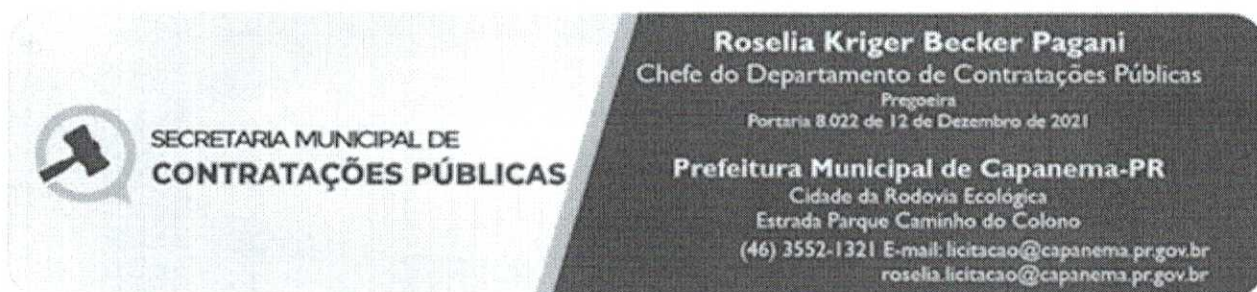 SECRETARIA MUNICIPAL DE
CONTRATAÇÕES PÚBLICAS
Roselia Kriger Becker Pagani
Chefe do Departamento de Contratações Públicas
Pregoeira
Portaria 8.022 de 12 de Dezembro de 2021
Prefeitura Municipal de Capanema-PR
Cidade da Rodovia Ecológica
Estrada Parque Caminho do Colono
(46) 3552-1321 E-mail: licitacao@capanema.pr.gov.br
roselia.licitacao@capanema.pr.gov.br